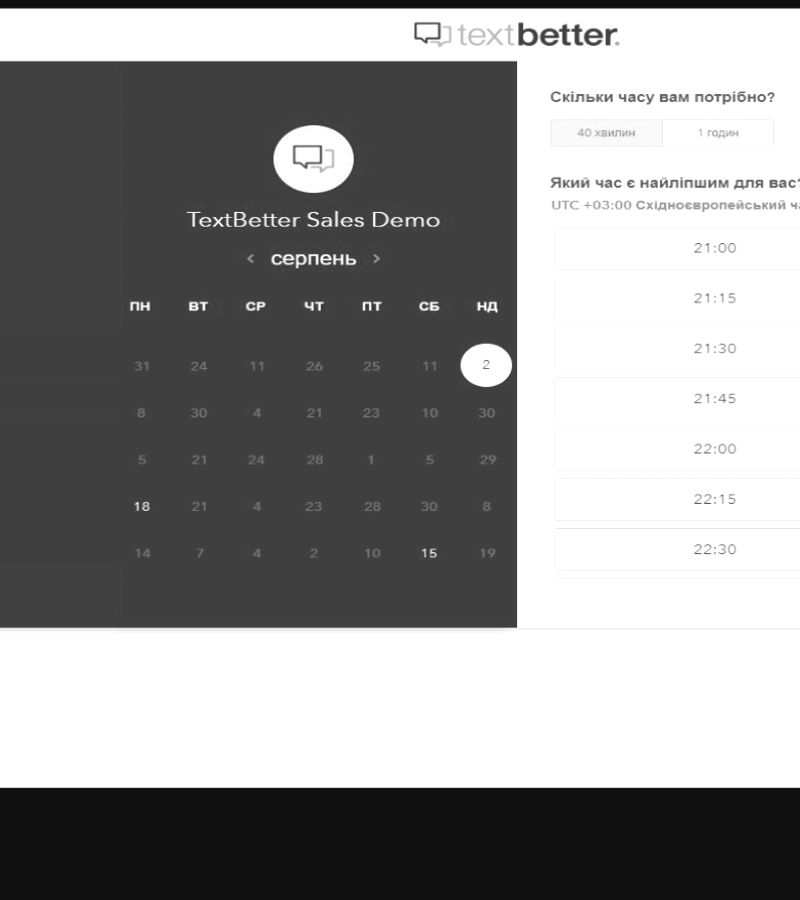 textbetter.
TextBetter Sales Demo
‹ серпень ›
ПН ВТ СР ЧТ ПТ СБ НД
31 24 11 26 25 11 2
8 30 4 21 23 10 30
5 21 24 28 1 5 29
18 21 4 23 28 30 8
14 7 4 2 10 15 19
Скільки часу вам потрібно?
40 хвилин 1 годин
Який час є найліпшим для вас?
UTC +03:00 Східноєвропейський
21:00
21:15
21:30
21:45
22:00
22:15
22:30